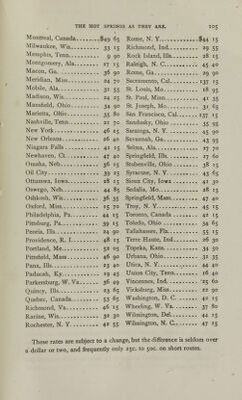 THE HOT SPRINGS AS THEY ARE. 105
Montreal, Canada $49 65
Milwaukee, Wis. 33 15
Memphis, Tenn. 9 90
Montgomery, Ala. 27 15
Macon, Ga. 36 90
Meridian, Miss. 24 70
Mobile, Ala. 31 55
Madison, Wis. 34 25
Mansfield, Ohio. 34 90
Marietta, Ohio. 35 80
Nashville, Tenn. 21 70
New York 46 25
New Orleans 26 40
Niagara Falls 41 15
Newhaven, Ct. 47 40
Omaha, Neb. 36 15
Oil City 39 25
Ottumwa, Iowa. 28 15
Oswego, Neb. 44 85
Oshkosh, Wis. 36 55
Oxford, Miss. 15 70
Philadelphia, Pa. 44 15
Pittsburg, Pa. 39 15
Peoria, Ills. 24 90
Providence, R. I. 48 15
Portland, Me. 52 25
Pittsfield, Mass. 46 90
Pana, Ills. 23 40
Paducah, Ky. 19 45
Parkersburg, W. Va. 36 49
Quincy, Ills. 23 65
Quebec, Canada 53 65
Richmond, Va. 46 15
Racine, Wis. 32 30
Rochester, N. Y. 42 55
Rome, N. Y. $44 15
Richmond, Ind. 29 55
Rock Island, Ills. 28 15
Raleigh, N. C. 45 40
Rome, Ga. 29 90
Sacramento, Cal. 137 15
St. Louis, Mo. 18 95
St. Paul, Minn. 41 35
St. Joseph, Mo. 31 65
San Francisco, Cal. 137 15
Sandusky, Ohio 35 55
Saratoga, N. Y. 45 90
Savannah, Ga. 43 95
Selma, Ala. 27 70
Springfield, Ills. 27 60
Steubenville, Ohio 38 15
Syracuse, N. Y. 43 65
Sioux City, Iowa. 41 30
Sedalia, Mo. 28 15
Springfield, Mass. 47 40
Troy, N. Y. 45 15
Toronto, Canada 42 15
Toledo, Ohio 34 65
Tallahassee, Fla. 55 15
Terre Haute, Ind. 26 30
Topeka, Kans. 34 30
Urbana, Ohio. 32 35
Utica, N. Y. 44 40
Union City, Tenn. 16 40
Vincennes, Ind. 25 60
Vicksburg, Miss. 22 90
Washington, D. C. 42 15
Wheeling, W. Va. 37 80
Wilmington, Del. 44 15
Wilmington, N. C. 47 15
These rates are subject to a change, but the difference is seldom over
a dollar or two, and frequently only 25c. to 50c. on short routes.